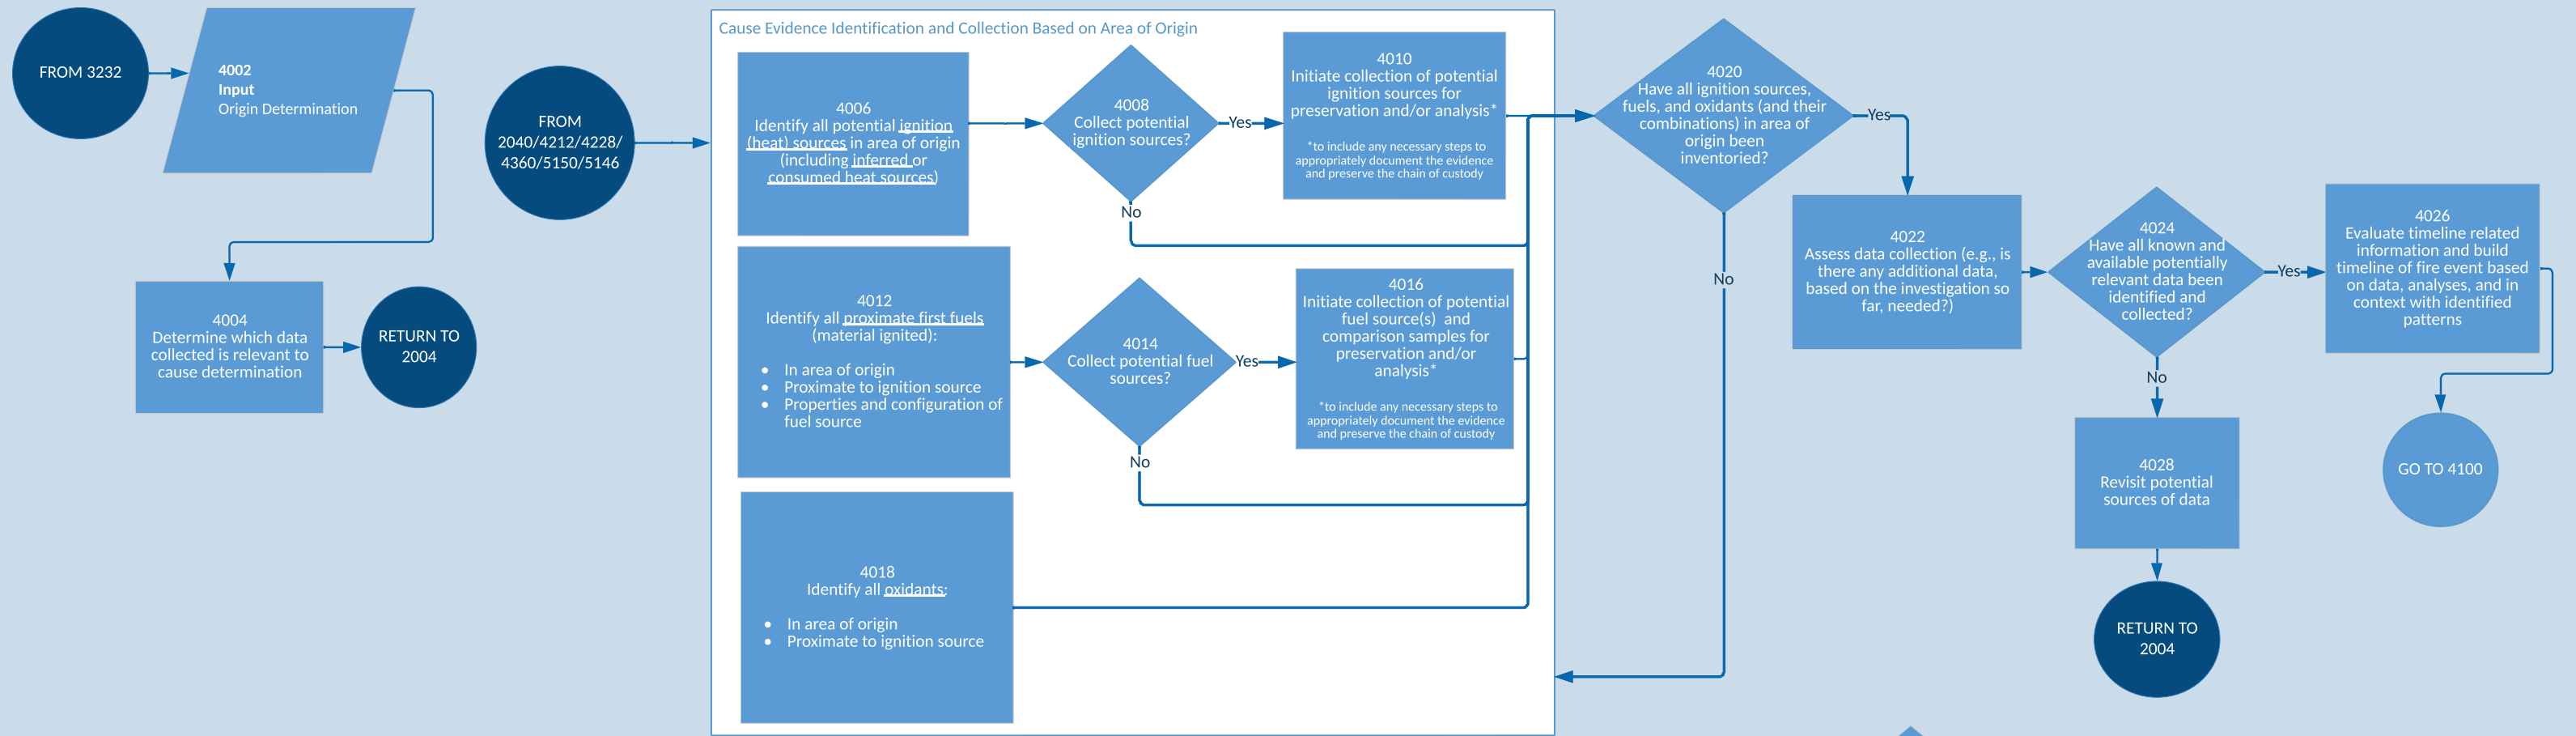 FROM 3232
4002
Input
Origin Determination
4004
Determine which data
collected is relevant to
cause determination
RETURN TO
2004
FROM
2040/4212/4228/
4360/5150/5146
Cause Evidence Identification and Collection Based on Area of Origin
4006
Identify all potential ignition
(heat) sources in area of origin
(including inferred or
consumed heat sources)
4008
Collect potential
ignition sources?
Yes
No
4010
Initiate collection of potential
ignition sources for
preservation and/or analysis*
*to include any necessary steps to
appropriately document the evidence
and preserve the chain of custody
4012
Identify all proximate first fuels
(material ignited):
• In area of origin
• Proximate to ignition source
• Properties and configuration of
fuel source
4014
Collect potential fuel
sources?
Yes
No
4016
Initiate collection of potential
fuel source(s) and
comparison samples for
preservation and/or
analysis*
*to include any necessary steps to
appropriately document the evidence
and preserve the chain of custody
4018
Identify all oxidants:
• In area of origin
• Proximate to ignition source
4020
Have all ignition sources,
fuels, and oxidants (and their
combinations) in area of
origin been
inventoried?
Yes
No
4022
Assess data collection (e.g., is
there any additional data,
based on the investigation so
far, needed?)
4024
Have all known and
available potentially
relevant data been
identified and
collected?
Yes
No
4026
Evaluate timeline related
information and build
timeline of fire event based
on data, analyses, and in
context with identified
patterns
GO TO 4100
4028
Revisit potential
sources of data
RETURN TO
2004